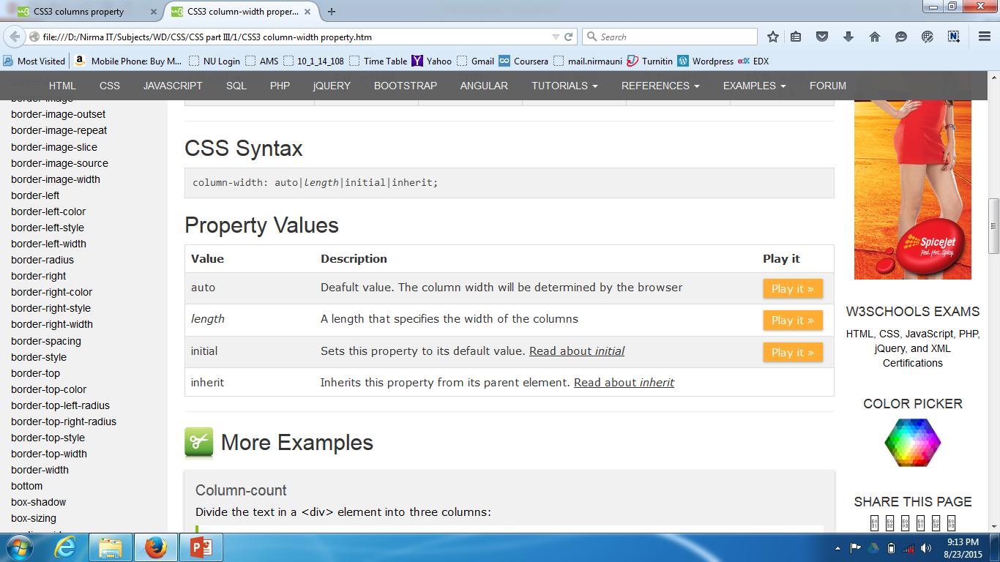 CSS3 columns property
CSS3 column-width proper...
file:///D:/Nirma IT/Subjects/WD/CSS/CSS part III/1/CSS3 column-width property.htm
Search
Most Visited
Mobile Phone: Buy M...
NU Login
AMS
10_1_14_108
Time Table
Yahoo
Gmail
Coursera
mail.nirmauni
Turnitin
Wordpress
EDX
HTML
CSS
JAVASCRIPT
SQL
PHP
jQUERY
BOOTSTRAP
ANGULAR
TUTORIALS
REFERENCES
EXAMPLES
FORUM
border-image
border-image-outset
border-image-repeat
border-image-slice
border-image-source
border-image-width
border-left
border-left-color
border-left-style
border-left-width
border-radius
border-right
border-right-color
border-right-style
border-right-width
border-spacing
border-style
border-top
border-top-color
border-top-left-radius
border-top-right-radius
border-top-style
border-top-width
border-width
bottom
box-shadow
box-sizing
CSS Syntax
column-width: auto|length|initial|inherit;
Property Values
Value Description Play it
auto Deafult value. The column width will be determined by the browser Play it »
length A length that specifies the width of the columns Play it »
initial Sets this property to its default value. Read about initial Play it »
inherit Inherits this property from its parent element. Read about inherit
More Examples
Column-count
Divide the text in a <div> element into three columns:
SpiceJet
Red. Hot. Spicy.
W3SCHOOLS EXAMS
HTML, CSS, JavaScript, PHP,
jQuery, and XML
Certifications
COLOR PICKER
SHARE THIS PAGE
9:13 PM
8/23/2015